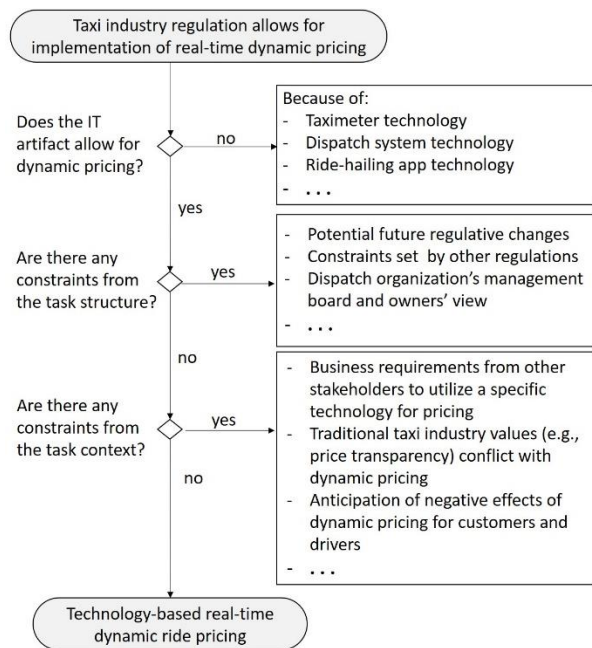 Taxi industry regulation allows for
implementation of real-time dynamic pricing
Does the IT
artifact allow for
dynamic pricing?
no
Because of:
- Taximeter technology
- Dispatch system technology
- Ride-hailing app technology
- . . .
yes
Are there any
constraints from
the task structure?
yes
- Potential future regulative changes
- Constraints set by other regulations
- Dispatch organization's management
board and owners' view
- . . .
no
Are there any
constraints from
the task context?
yes
- Business requirements from other
stakeholders to utilize a specific
technology for pricing
- Traditional taxi industry values (e.g.,
price transparency) conflict with
dynamic pricing
- Anticipation of negative effects of
dynamic pricing for customers and
drivers
- . . .
no
Technology-based real-time
dynamic ride pricing